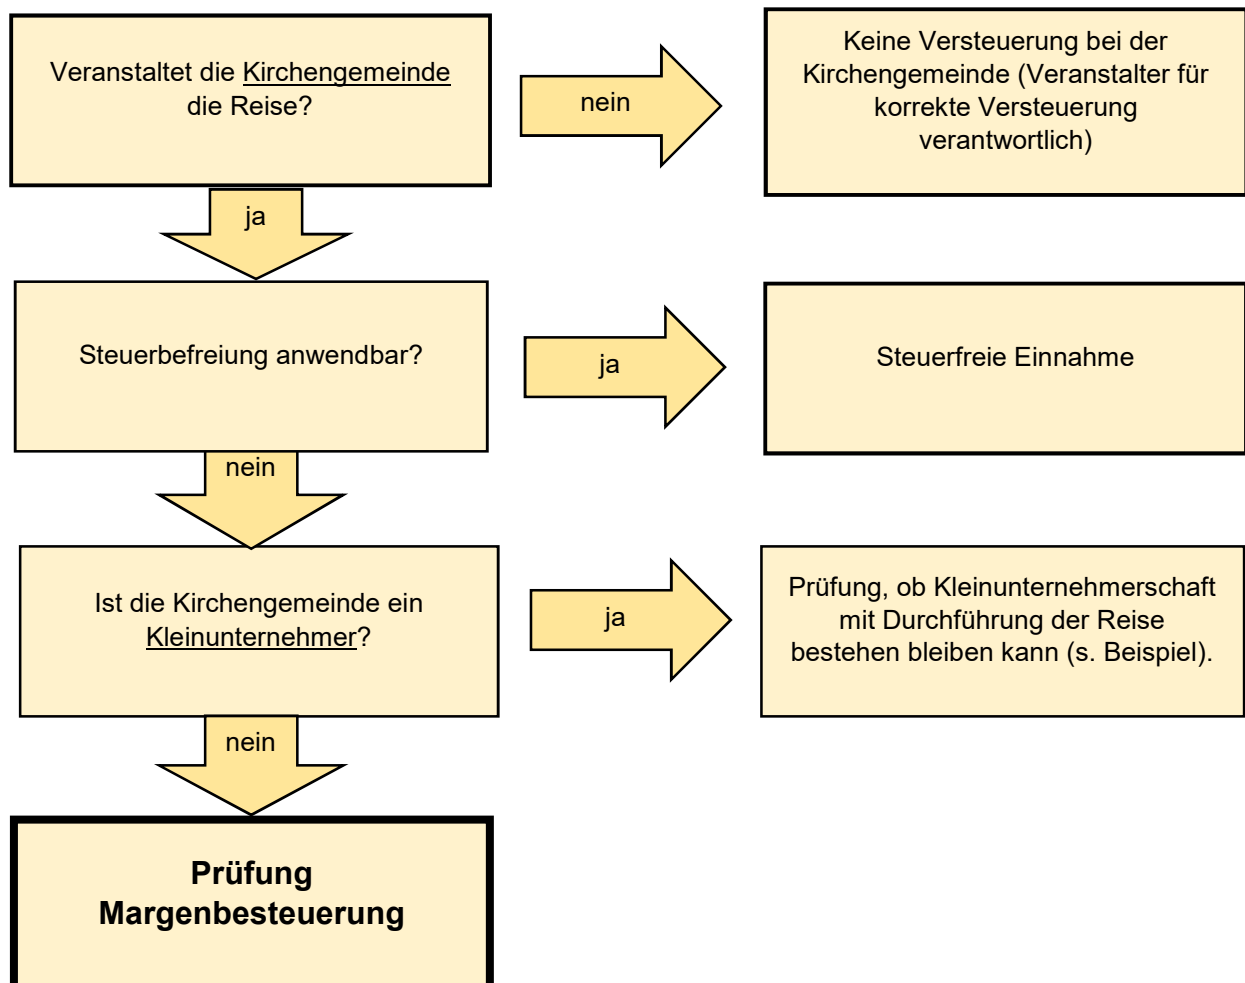 Veranstaltet die Kirchengemeinde
die Reise?
nein
Keine Versteuerung bei der
Kirchengemeinde (Veranstalter für
korrekte Versteuerung
verantwortlich)
ja
Steuerbefreiung anwendbar?
ja
Steuerfreie Einnahme
nein
Ist die Kirchengemeinde ein
Kleinunternehmer?
ja
Prüfung, ob Kleinunternehmerschaft
mit Durchführung der Reise
bestehen bleiben kann (s. Beispiel).
nein
Prüfung
Margenbesteuerung